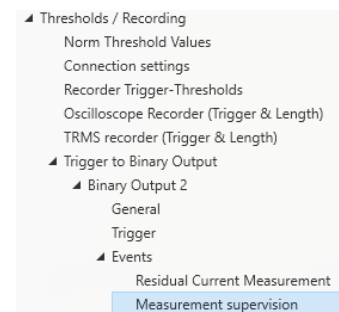 Thresholds / Recording
Norm Threshold Values
Connection settings
Recorder Trigger-Thresholds
Oscilloscope Recorder (Trigger & Length)
TRMS recorder (Trigger & Length)
Trigger to Binary Output
Binary Output 2
General
Trigger
Events
Residual Current Measurement
Measurement supervision